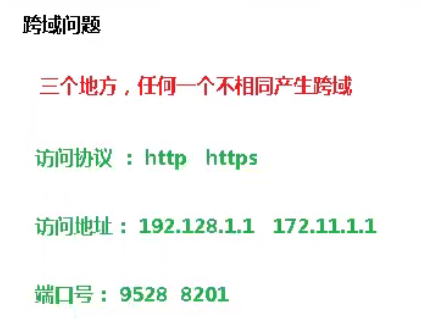 跨域问题
三个地方，任何一个不相同产生跨域
访问协议 ： http https
访问地址： 192.128.1.1 172.11.1.1
端口号： 9528 8201